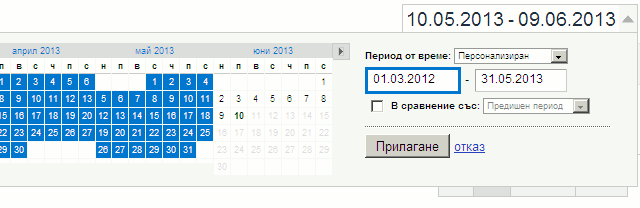 10.05.2013 - 09.06.2013
април 2013 май 2013 юни 2013
п в с ч п с н п в с ч п с н п в с ч п с
1 2 3 4 5 6 1 2 3 4 1
8 9 10 11 12 13 5 6 7 8 9 10 11 2 3 4 5 6 7 8
15 16 17 18 19 20 12 13 14 15 16 17 18 9 10 11 12 13 14 15
22 23 24 25 26 27 19 20 21 22 23 24 25 16 17 18 19 20 21 22
29 30 26 27 28 29 30 31 23 24 25 26 27 28 29
30
Период от време: Персонализиран
01.03.2012 - 31.05.2013
В сравнение със: Предишен период
Прилагане отказ